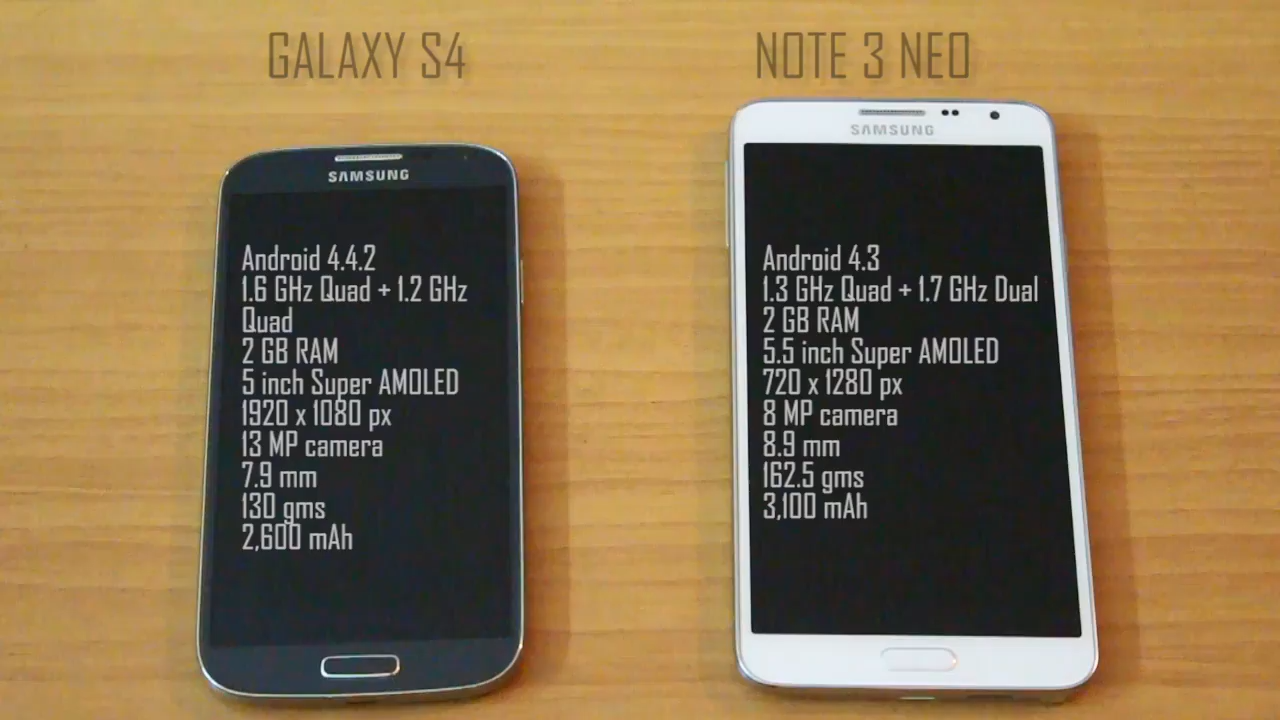 GALAXY S4
SAMSUNG
Android 4.4.2
1.6 GHz Quad + 1.2 GHz
Quad
2 GB RAM
5 inch Super AMOLED
1920 x 1080 px
13 MP camera
7.9 mm
130 gms
2,600 mAh
NOTE 3 NEO
SAMSUNG
Android 4.3
1.3 GHz Quad + 1.7 GHz Dual
2 GB RAM
5.5 inch Super AMOLED
720 x 1280 px
8 MP camera
8.9 mm
162.5 gms
3,100 mAh